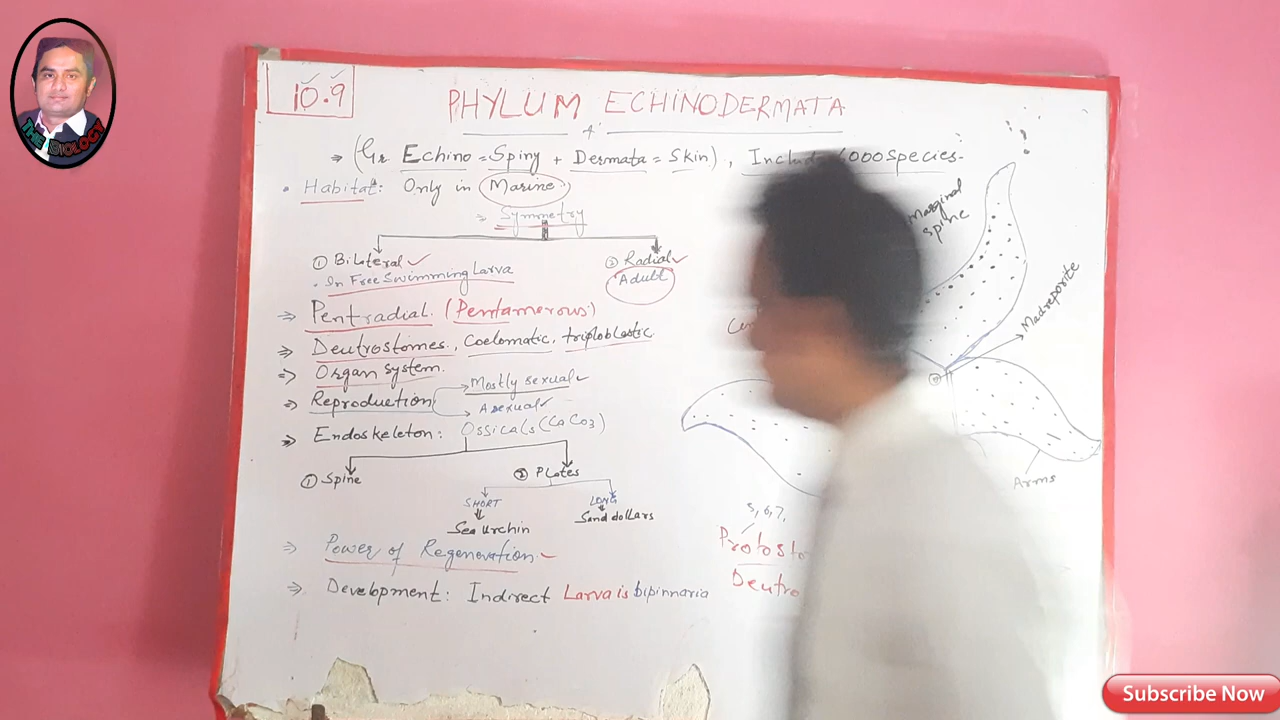 10.9
PHYLUM ECHINODERMATA
(Gr Echino = Spiny + Dermata = Skin), Includ 6000 Species
Habitat: Only in Marine
Symmetry
① Bilateral
② Radial
In Free Swimming Larva
Adult
Pentradial (Pentamerous)
Deutrostomes, Coelomatic, triploblastic
Organ System
Reproduction
Mostly sexual
Asexual
Endoskeleton: Ossicals (CaCO3)
① Spine
② Plates
SHORT
LONG
Sea Urchin
Sand dollars
Power of Regeneration
Development: Indirect Larva is bipinnaria
Marginal
Spine
Madreporite
Cen
Arms
5, 6, 7,
Protosto
Deutro
THE BIOLOGY
Subscribe Now